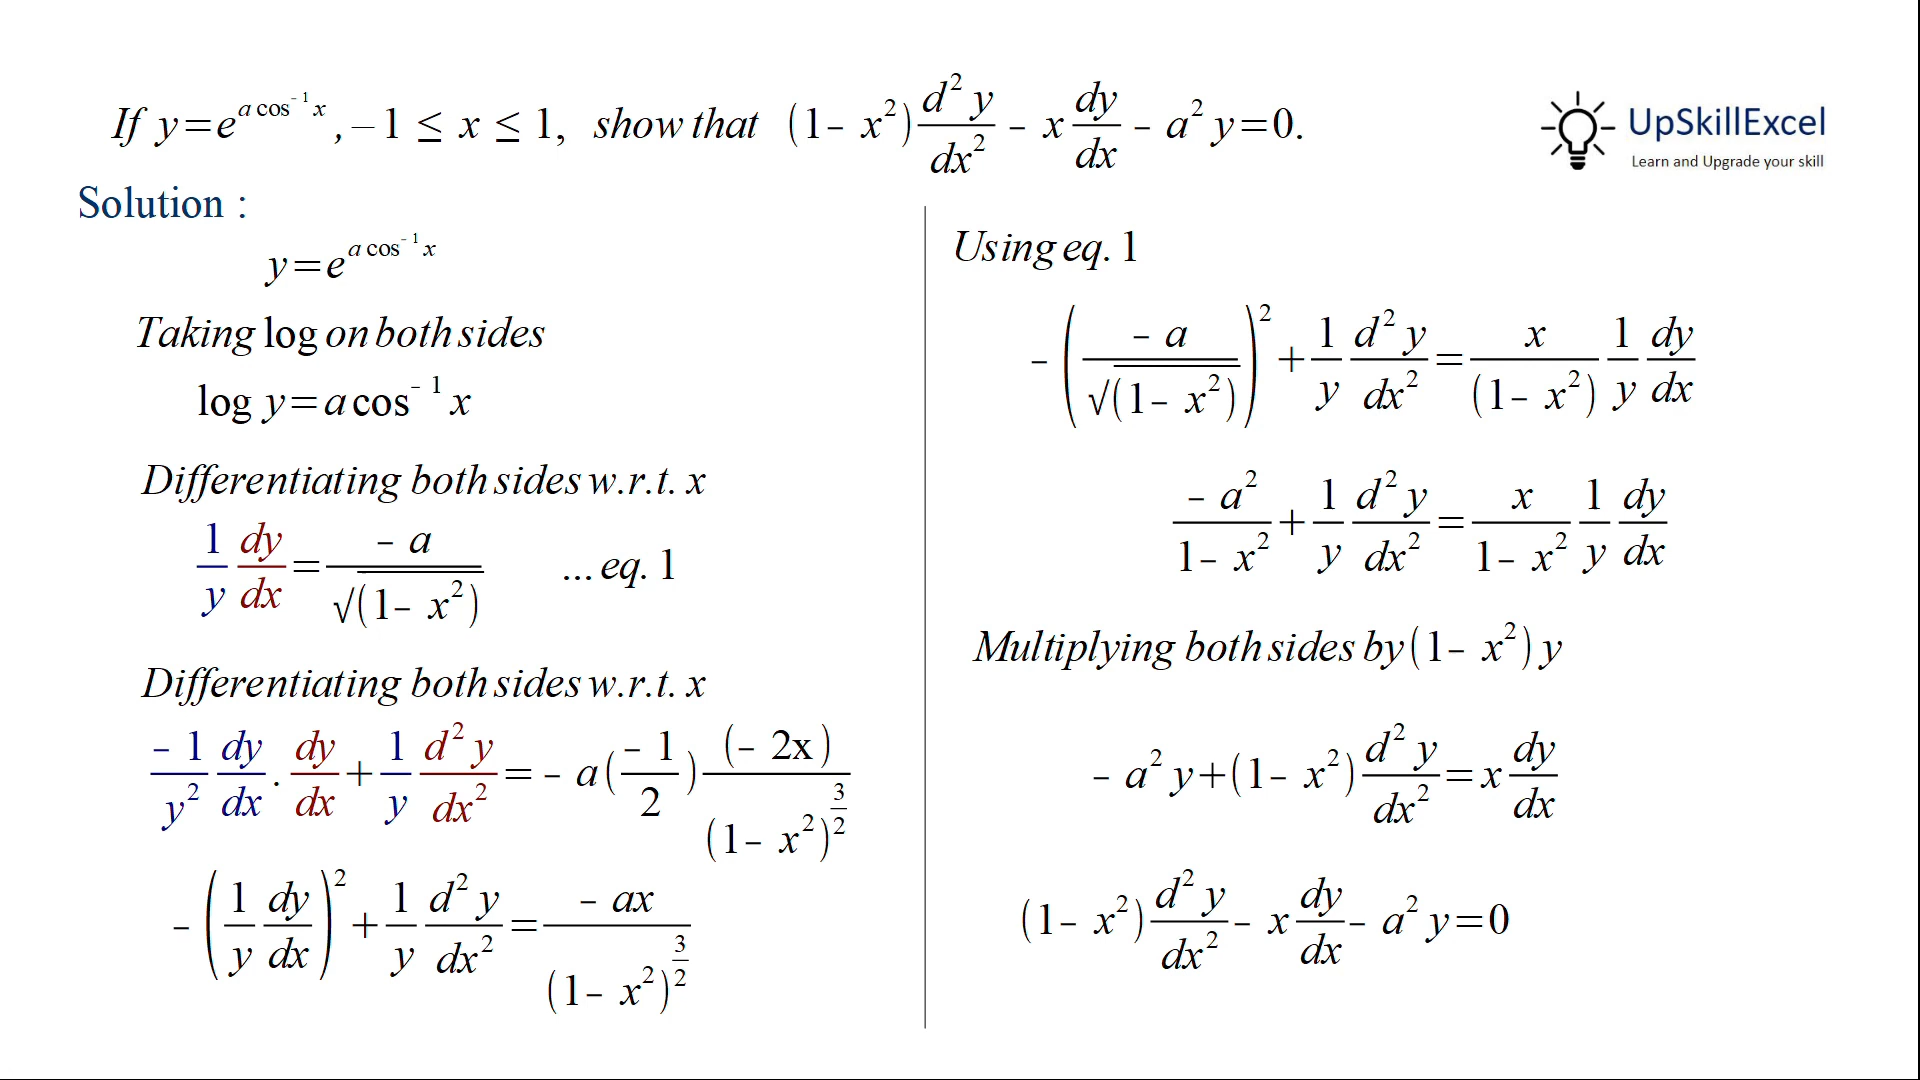 If y=e^(a cos⁻¹ x), –1 ≤ x ≤ 1, show that (1– x²) d²y/dx² – x dy/dx – a² y=0.
UpSkillExcel
Learn and Upgrade your skill
Solution :
y=e^(a cos⁻¹ x)
Taking log on both sides
log y=a cos⁻¹ x
Differentiating both sides w.r.t. x
1/y dy/dx = – a/√(1– x²) ... eq. 1
Differentiating both sides w.r.t. x
– 1/y² dy/dx . dy/dx + 1/y d²y/dx² = – a(– 1/2) (– 2x)/(1– x²)^(3/2)
– (1/y dy/dx)² + 1/y d²y/dx² = – ax/(1– x²)^(3/2)
Using eq. 1
– (– a/√(1– x²))² + 1/y d²y/dx² = x/(1– x²) 1/y dy/dx
– a²/1– x² + 1/y d²y/dx² = x/1– x² 1/y dy/dx
Multiplying both sides by (1– x²) y
– a² y+(1– x²) d²y/dx² = x dy/dx
(1– x²) d²y/dx² – x dy/dx – a² y=0